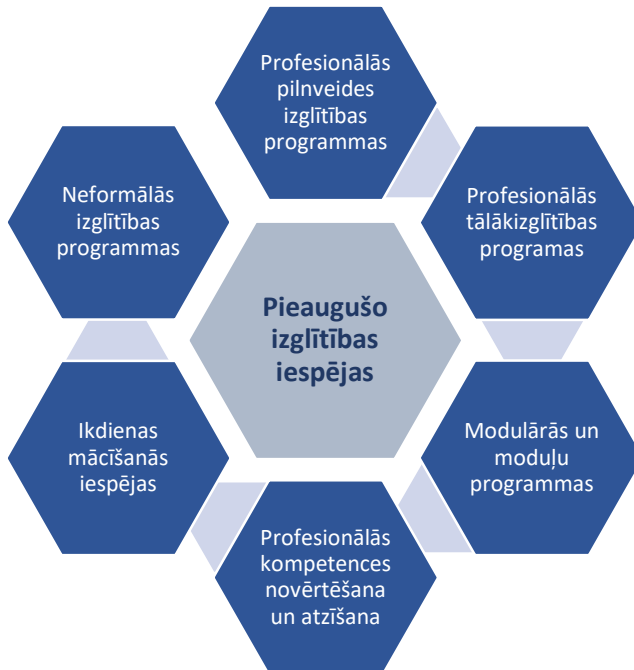 Profesionālās
pilnveides
izglītības
programmas
Neformālās
izglītības
programmas
Profesionālās
tālākizglītības
programas
Pieaugušo
izglītības
iespējas
Ikdienas
mācīšanās
iespējas
Modulārās un
moduļu
programmas
Profesionālās
kompetences
novērtēšana
un atzīšana